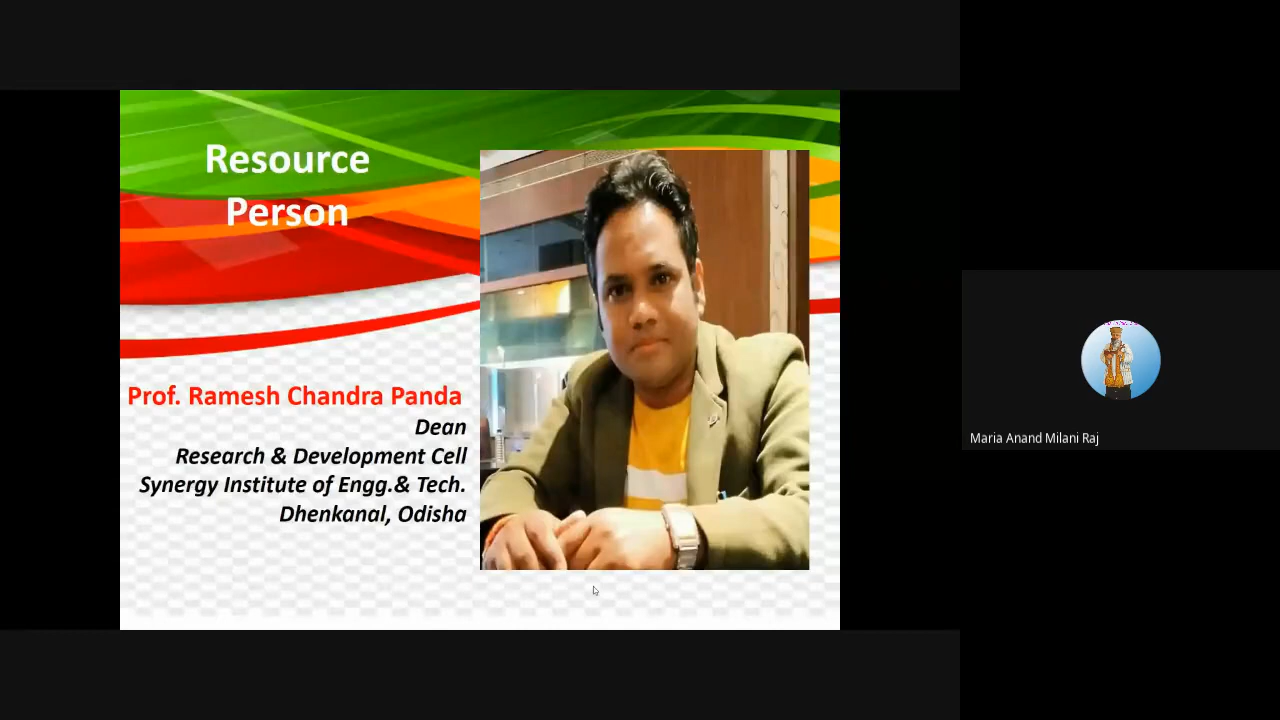 Resource
Person
Prof. Ramesh Chandra Panda
Dean
Research & Development Cell
Synergy Institute of Engg.& Tech.
Dhenkanal, Odisha
Maria Anand Milani Raj